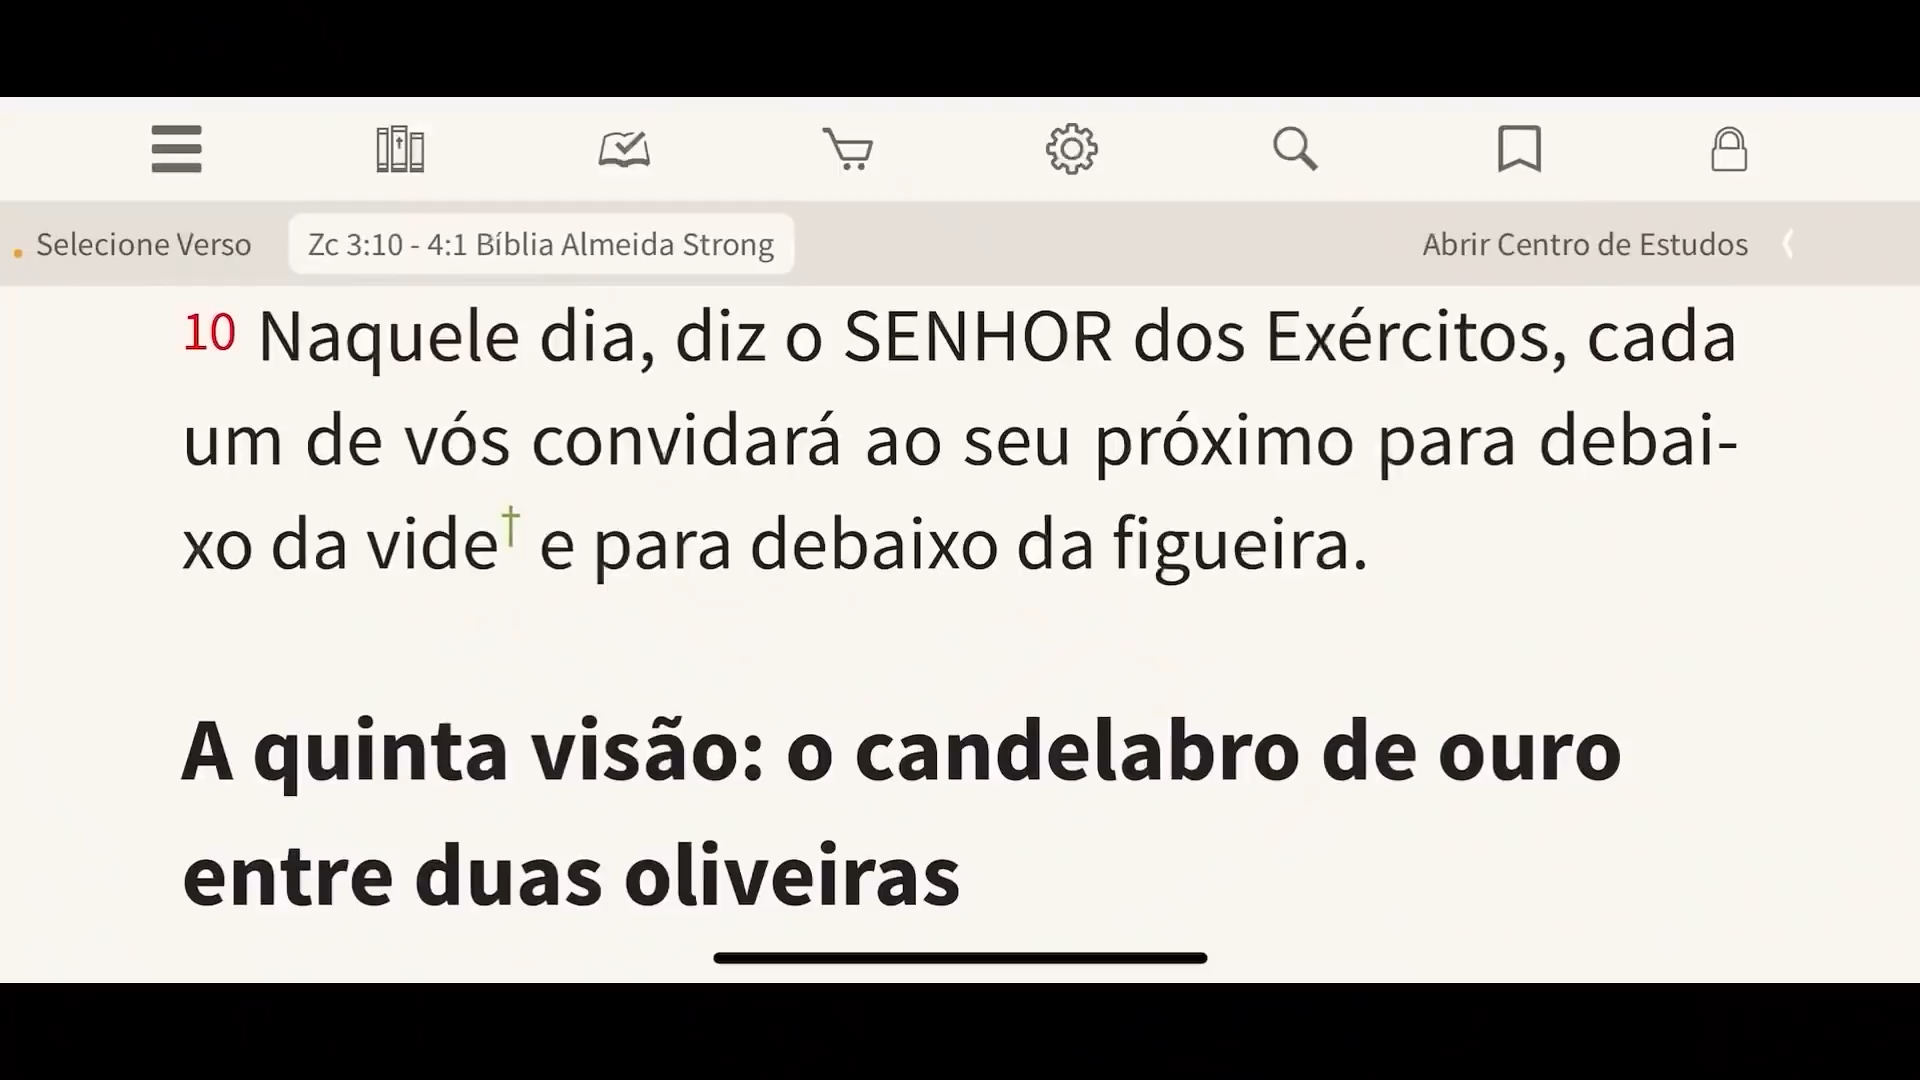 Selecione Verso
Zc 3:10 - 4:1 Bíblia Almeida Strong
Abrir Centro de Estudos
10 Naquele dia, diz o SENHOR dos Exércitos, cada
um de vós convidará ao seu próximo para debai-
xo da vide† e para debaixo da figueira.
A quinta visão: o candelabro de ouro
entre duas oliveiras